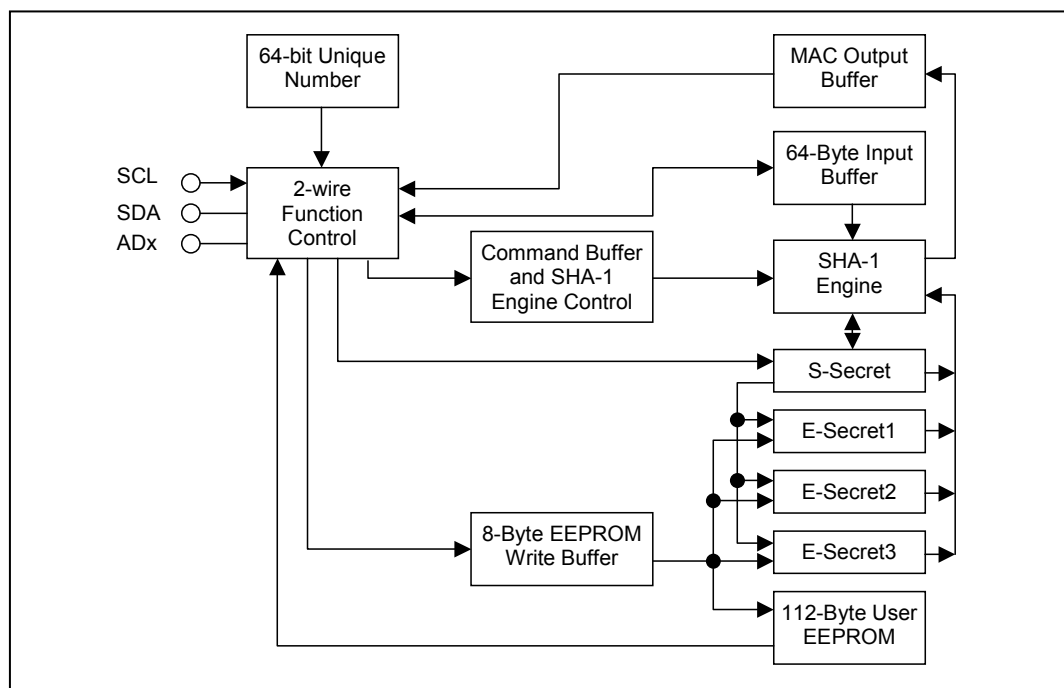 64-bit Unique
Number
MAC Output
Buffer
64-Byte Input
Buffer
SCL
SDA
ADx
2-wire
Function
Control
Command Buffer
and SHA-1
Engine Control
SHA-1
Engine
S-Secret
E-Secret1
E-Secret2
E-Secret3
8-Byte EEPROM
Write Buffer
112-Byte User
EEPROM